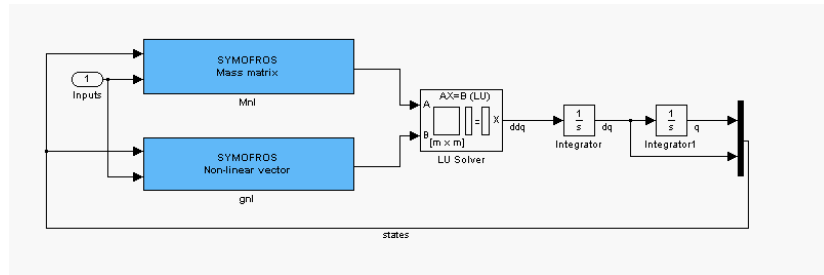 SYMOFROS
Mass matrix
1
Inputs
Mnl
AX=B (LU)
A
B
X
[m x m]
LU Solver
ddq
1
s
Integrator
dq
1
s
Integrator1
q
SYMOFROS
Non-linear vector
gnl
states